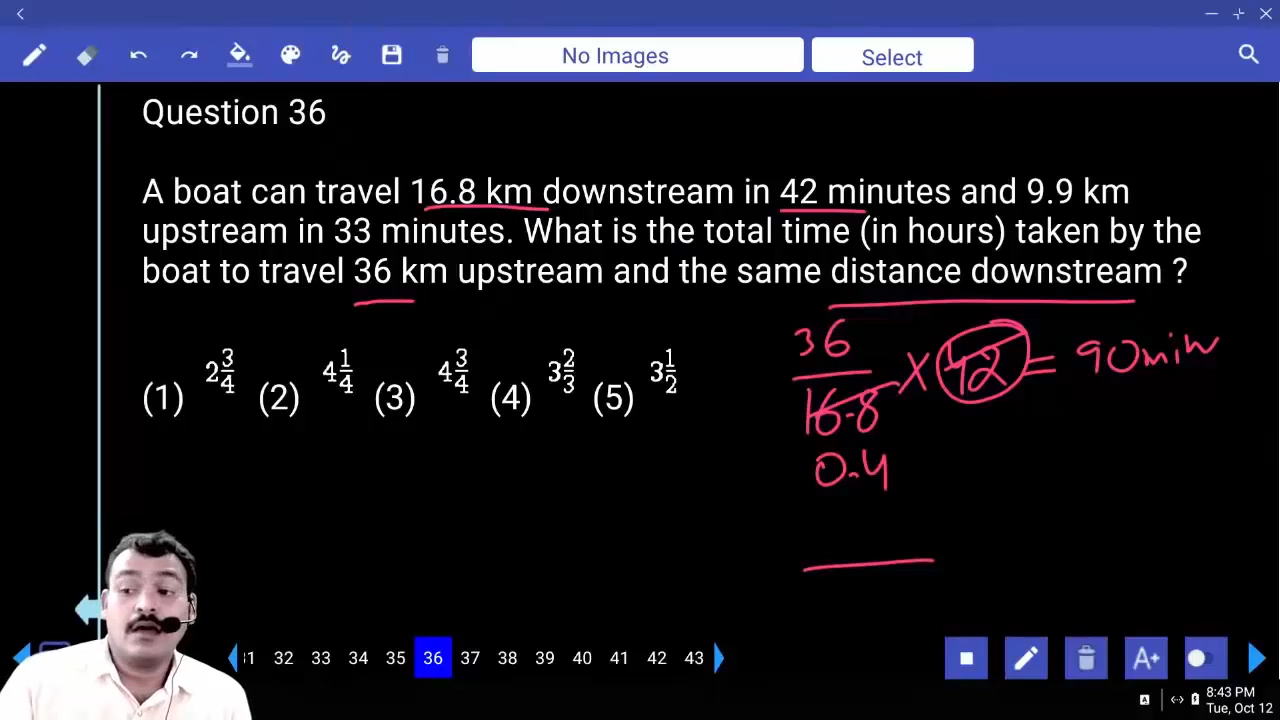 No Images
Select
Question 36
A boat can travel 16.8 km downstream in 42 minutes and 9.9 km
upstream in 33 minutes. What is the total time (in hours) taken by the
boat to travel 36 km upstream and the same distance downstream ?
(1) 2 3/4 (2) 4 1/4 (3) 4 3/4 (4) 3 2/3 (5) 3 1/2
36
16.8 × 42 = 90 min
0.4
31 32 33 34 35 36 37 38 39 40 41 42 43
A+
A
8:43 PM
Tue, Oct 12